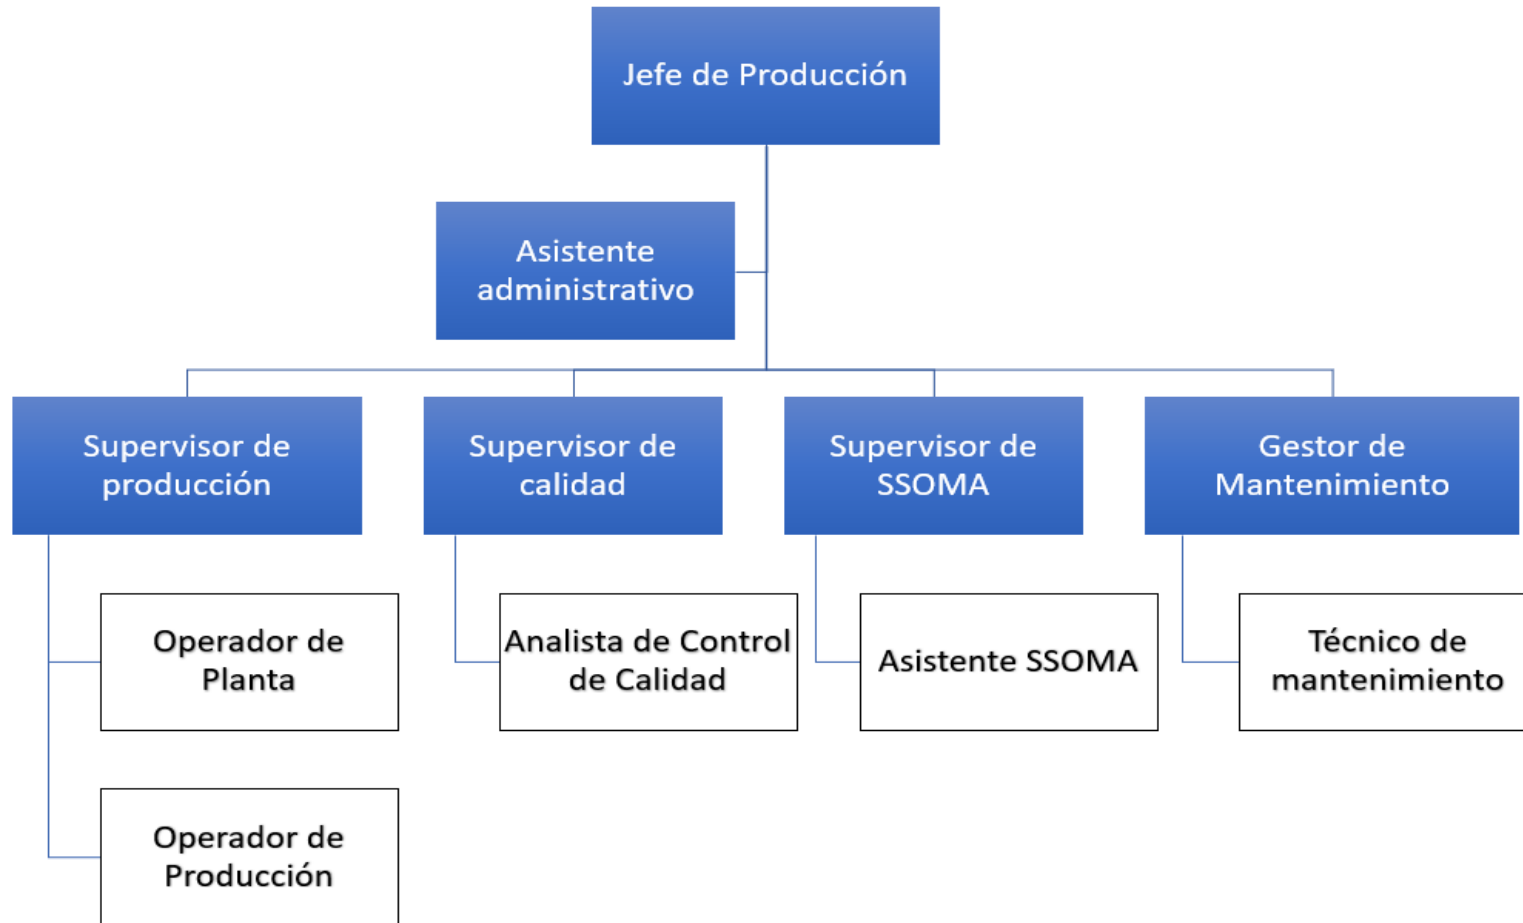 Jefe de Producción
Asistente
administrativo
Supervisor de
producción
Supervisor de
calidad
Supervisor de
SSOMA
Gestor de
Mantenimiento
Operador de
Planta
Analista de Control
de Calidad
Asistente SSOMA
Técnico de
mantenimiento
Operador de
Producción